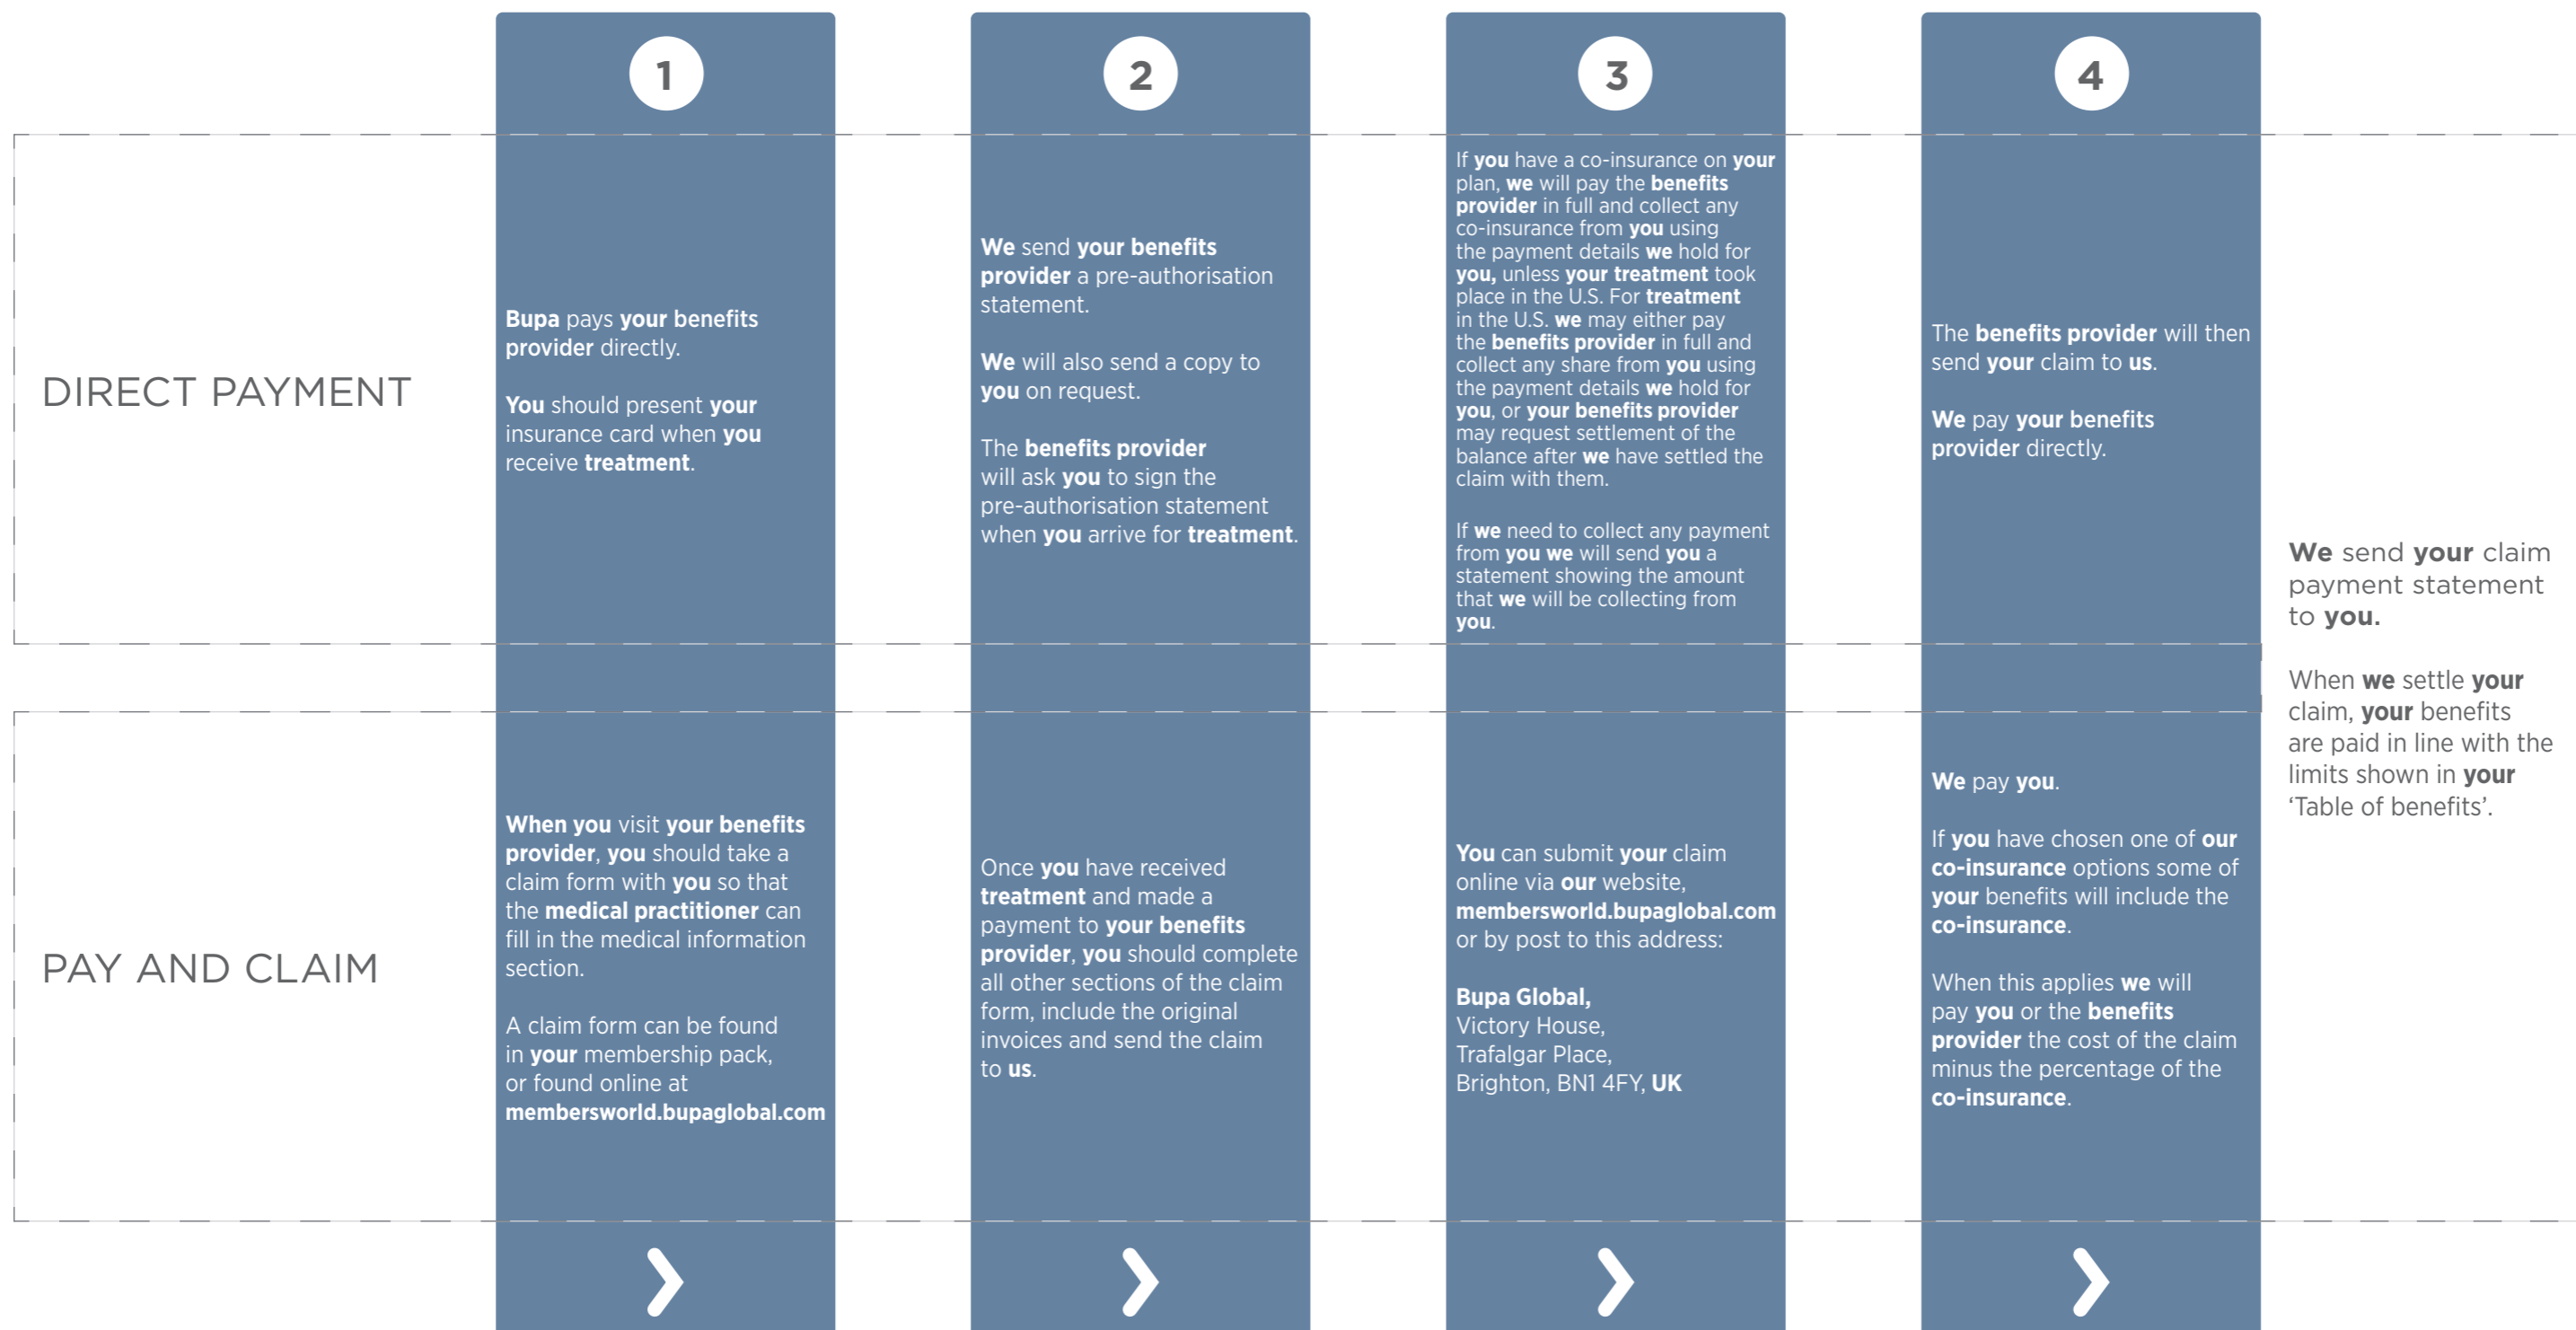 1
2
3
4
DIRECT PAYMENT
Bupa pays your benefits
provider directly.
You should present your
insurance card when you
receive treatment.
We send your benefits
provider a pre-authorisation
statement.
We will also send a copy to
you on request.
The benefits provider
will ask you to sign the
pre-authorisation statement
when you arrive for treatment.
If you have a co-insurance on your
plan, we will pay the benefits
provider in full and collect any
co-insurance from you using
the payment details we hold for
you, unless your treatment took
place in the U.S. For treatment
in the U.S. we may either pay
the benefits provider in full and
collect any share from you using
the payment details we hold for
you, or your benefits provider
may request settlement of the
balance after we have settled the
claim with them.
If we need to collect any payment
from you we will send you a
statement showing the amount
that we will be collecting from
you.
The benefits provider will then
send your claim to us.
We pay your benefits
provider directly.
PAY AND CLAIM
When you visit your benefits
provider, you should take a
claim form with you so that
the medical practitioner can
fill in the medical information
section.
A claim form can be found
in your membership pack,
or found online at
membersworld.bupaglobal.com
Once you have received
treatment and made a
payment to your benefits
provider, you should complete
all other sections of the claim
form, include the original
invoices and send the claim
to us.
You can submit your claim
online via our website,
membersworld.bupaglobal.com
or by post to this address:
Bupa Global,
Victory House,
Trafalgar Place,
Brighton, BN1 4FY, UK
We pay you.
If you have chosen one of our
co-insurance options some of
your benefits will include the
co-insurance.
When this applies we will
pay you or the benefits
provider the cost of the claim
minus the percentage of the
co-insurance.
We send your claim
payment statement
to you.
When we settle your
claim, your benefits
are paid in line with the
limits shown in your
‘Table of benefits’.